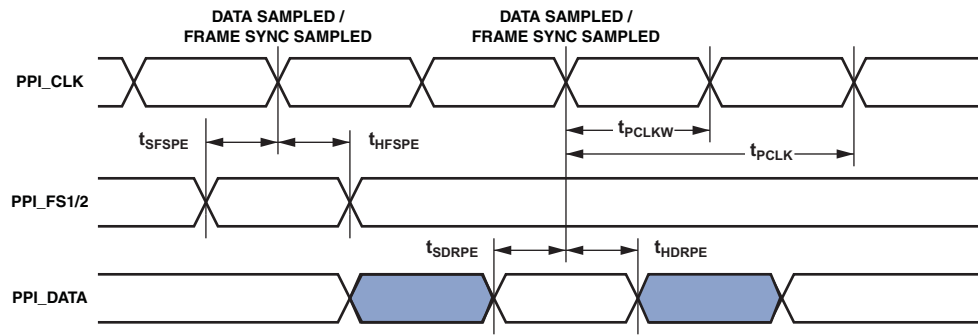 DATA SAMPLED /
FRAME SYNC SAMPLED
DATA SAMPLED /
FRAME SYNC SAMPLED
PPI_CLK
tSFSPE
tHFSPE
tPCLKW
tPCLK
PPI_FS1/2
tSDRPE
tHDRPE
PPI_DATA